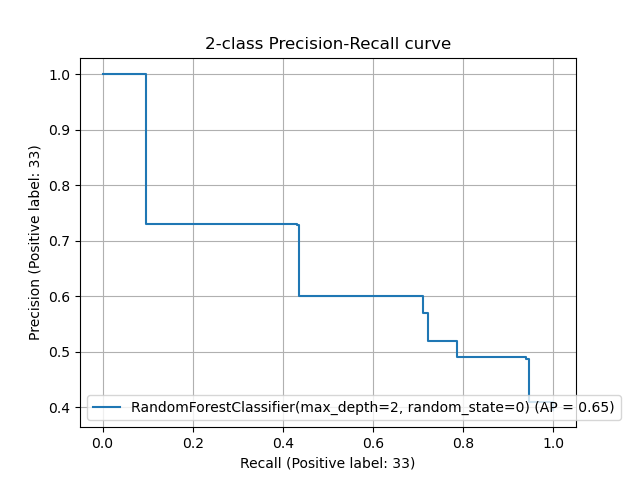 2-class Precision-Recall curve
1.0
0.9
0.8
0.7
0.6
0.5
0.4
Precision (Positive label: 33)
RandomForestClassifier(max_depth=2, random_state=0) (AP = 0.65)
0.0 0.2 0.4 0.6 0.8 1.0
Recall (Positive label: 33)